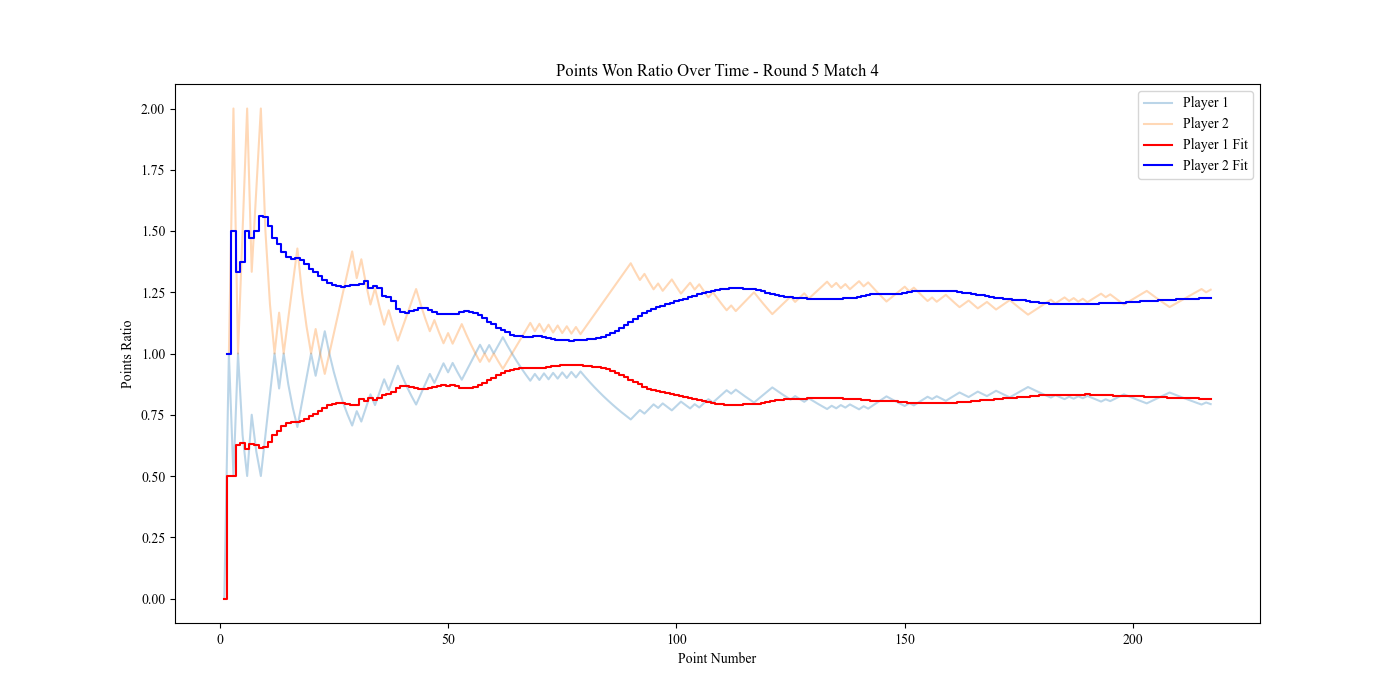 Points Won Ratio Over Time - Round 5 Match 4
Player 1
Player 2
Player 1 Fit
Player 2 Fit
Points Ratio
2.00
1.75
1.50
1.25
1.00
0.75
0.50
0.25
0.00
0
50
100
150
200
Point Number